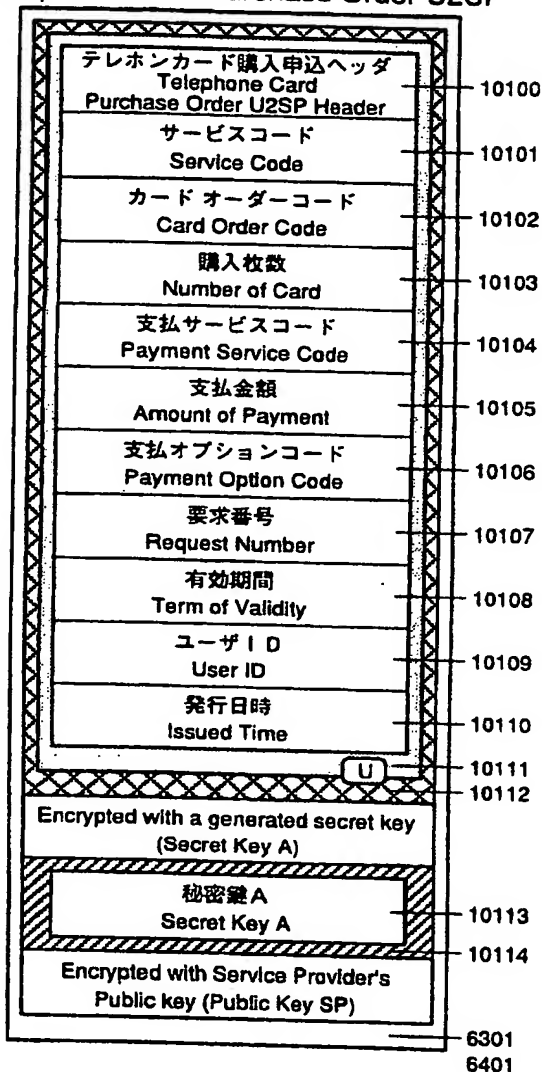 Purchase Order U2SP
テレホンカード購入申込ヘッダ
Telephone Card
Purchase Order U2SP Header
10100
サービスコード
Service Code
10101
カード オーダーコード
Card Order Code
10102
購入枚数
Number of Card
10103
支払サービスコード
Payment Service Code
10104
支払金額
Amount of Payment
10105
支払オプションコード
Payment Option Code
10106
要求番号
Request Number
10107
有効期間
Term of Validity
10108
ユーザID
User ID
10109
発行日時
Issued Time
10110
U
10111
10112
Encrypted with a generated secret key
(Secret Key A)
秘密鍵A
Secret Key A
10113
10114
Encrypted with Service Provider's
Public key (Public Key SP)
6301
6401